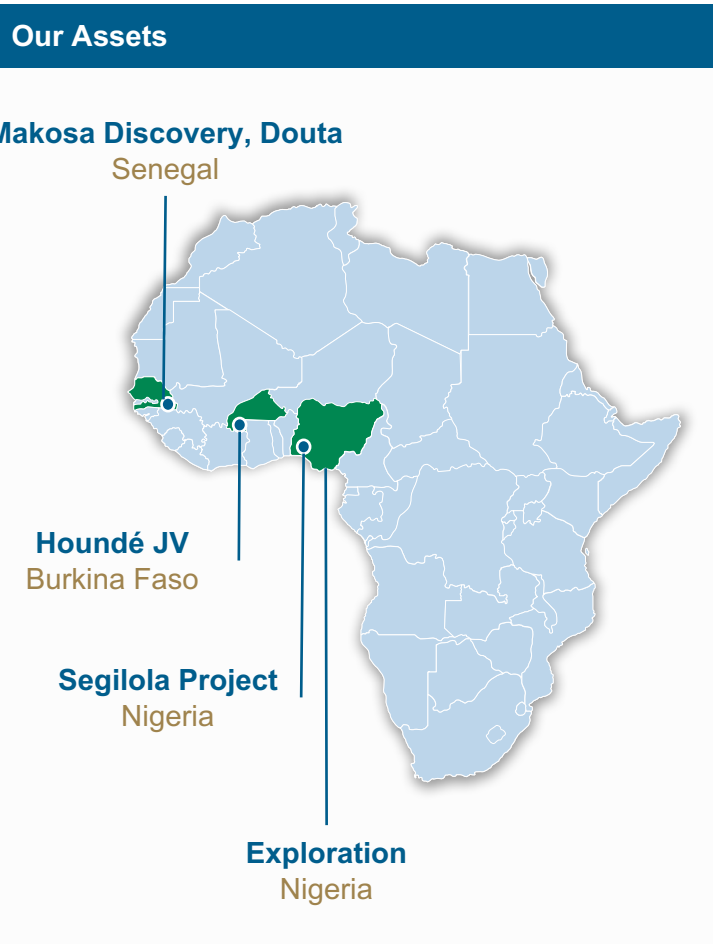 Our Assets
Makosa Discovery, Douta
Senegal
Houndé JV
Burkina Faso
Segilola Project
Nigeria
Exploration
Nigeria